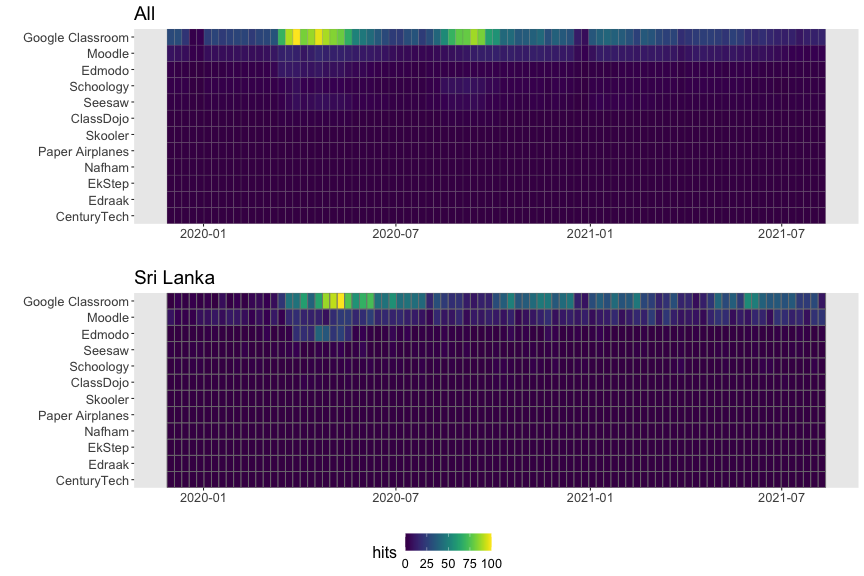 All
Google Classroom
Moodle
Edmodo
Schoology
Seesaw
ClassDojo
Skooler
Paper Airplanes
Nafham
EkStep
Edraak
CenturyTech
2020-01 2020-07 2021-01 2021-07
Sri Lanka
Google Classroom
Moodle
Edmodo
Seesaw
Schoology
ClassDojo
Skooler
Paper Airplanes
Nafham
EkStep
Edraak
CenturyTech
2020-01 2020-07 2021-01 2021-07
hits
0 25 50 75 100